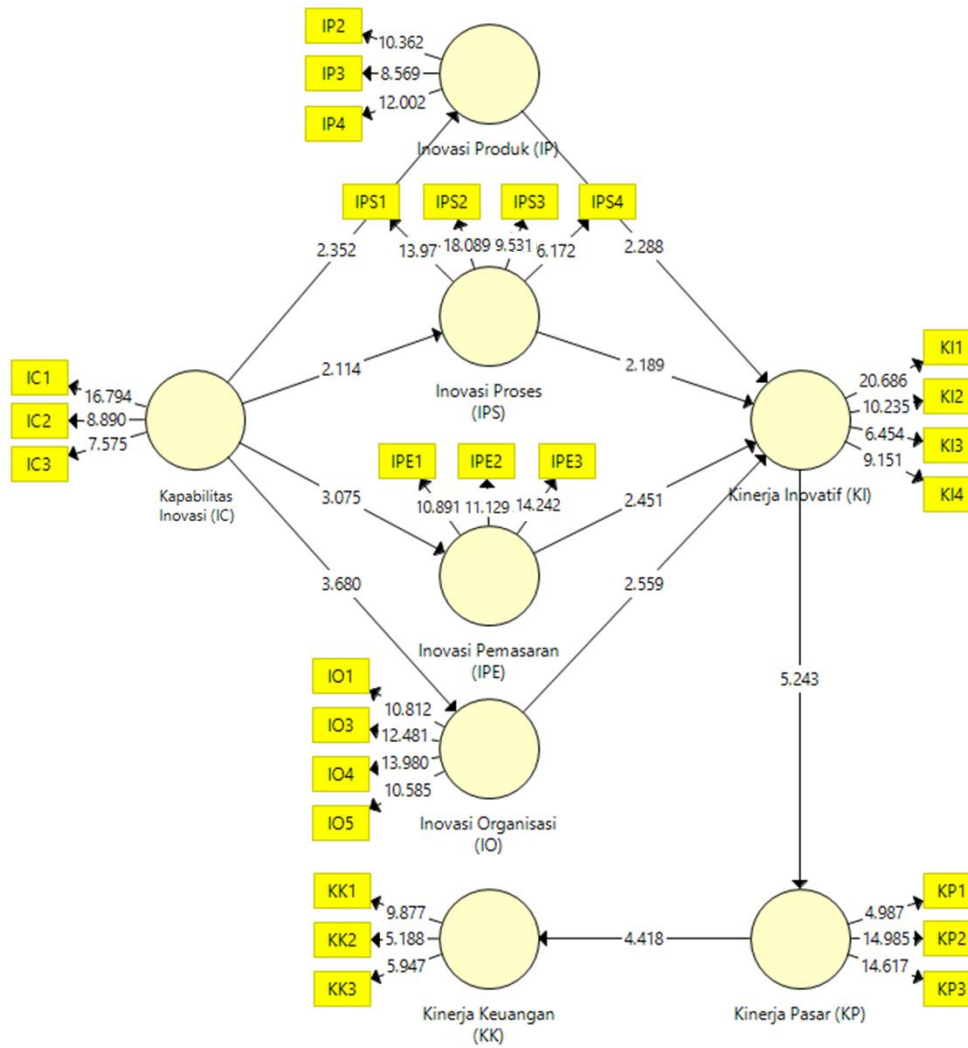 IP2
10.362
IP3
8.569
IP4
12.002
Inovasi Produk (IP)
IPS1
IPS2
IPS3
IPS4
13.97
18.089
9.531
6.172
2.352
2.288
IC1
16.794
IC2
8.890
IC3
7.575
Kapabilitas
Inovasi (IC)
2.114
Inovasi Proses
(IPS)
2.189
KI1
20.686
KI2
10.235
KI3
6.454
KI4
9.151
Kinerja Inovatif (KI)
IPE1
IPE2
IPE3
10.891
11.129
14.242
3.075
2.451
3.680
2.559
Inovasi Pemasaran
(IPE)
5.243
IO1
10.812
IO3
12.481
IO4
13.980
IO5
10.585
Inovasi Organisasi
(IO)
KK1
9.877
KK2
5.188
KK3
5.947
Kinerja Keuangan
(KK)
4.418
4.987
KP1
14.985
KP2
14.617
KP3
Kinerja Pasar (KP)